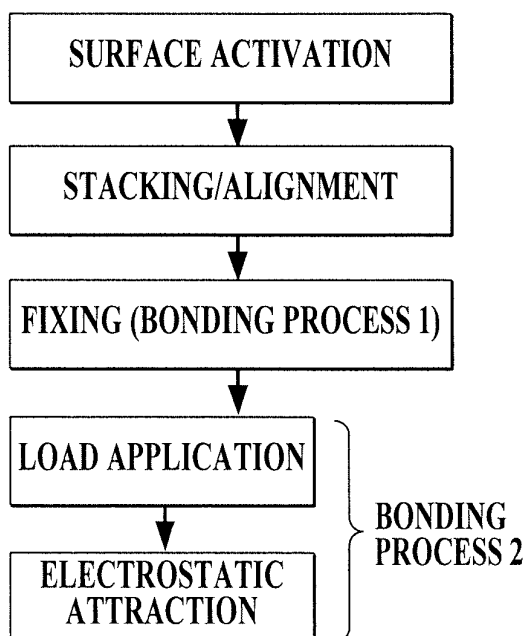 SURFACE ACTIVATION
STACKING/ALIGNMENT
FIXING (BONDING PROCESS 1)
LOAD APPLICATION
ELECTROSTATIC
ATTRACTION
BONDING
PROCESS 2